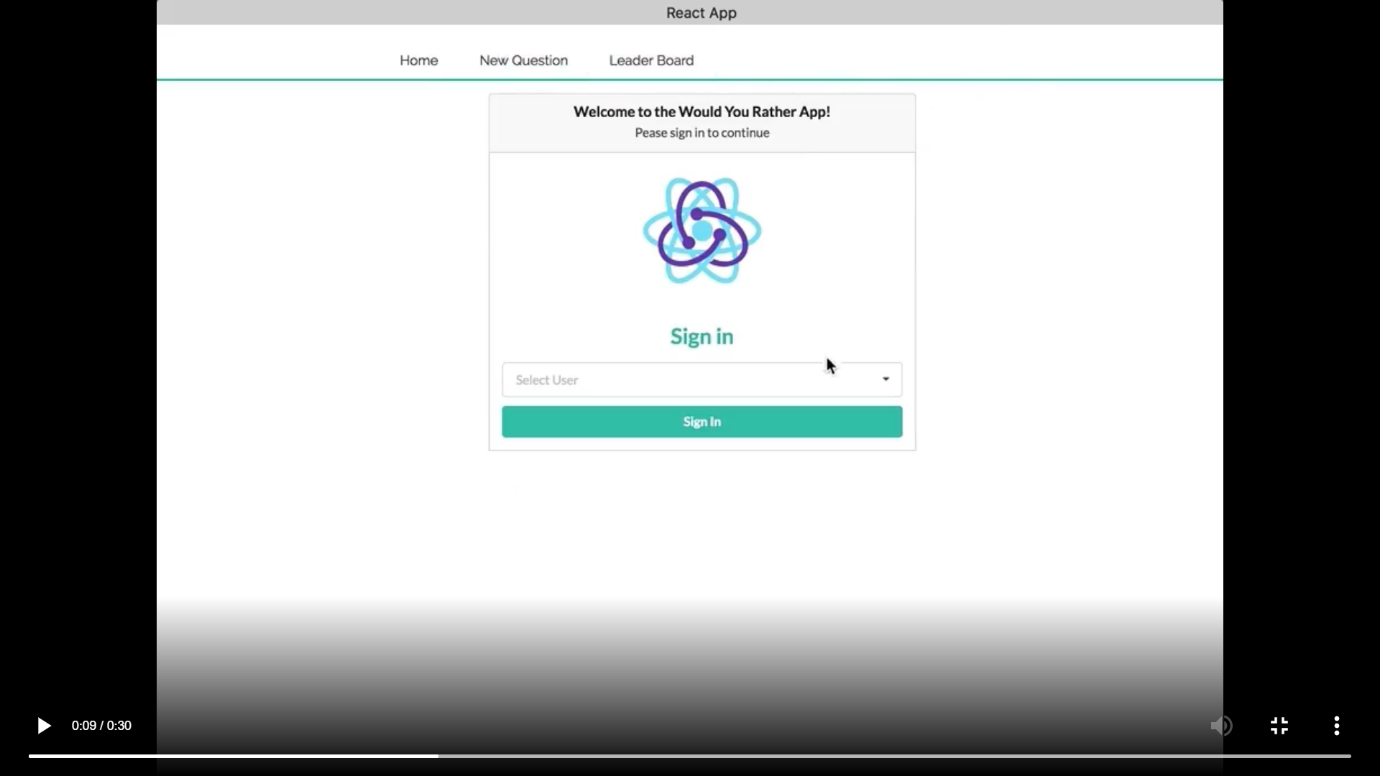 React App
Home New Question Leader Board
Welcome to the Would You Rather App!
Pease sign in to continue
Sign in
Select User
Sign In
0:09 / 0:30